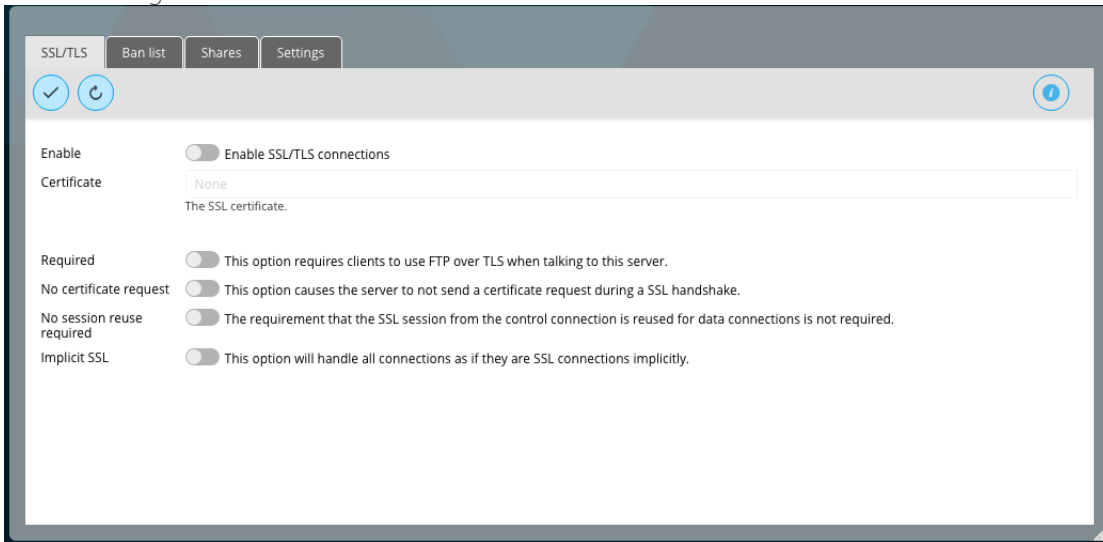 SSL/TLS Ban list Shares Settings
Enable Enable SSL/TLS connections
Certificate None
The SSL certificate.
Required This option requires clients to use FTP over TLS when talking to this server.
No certificate request This option causes the server to not send a certificate request during a SSL handshake.
No session reuse required The requirement that the SSL session from the control connection is reused for data connections is not required.
Implicit SSL This option will handle all connections as if they are SSL connections implicitly.